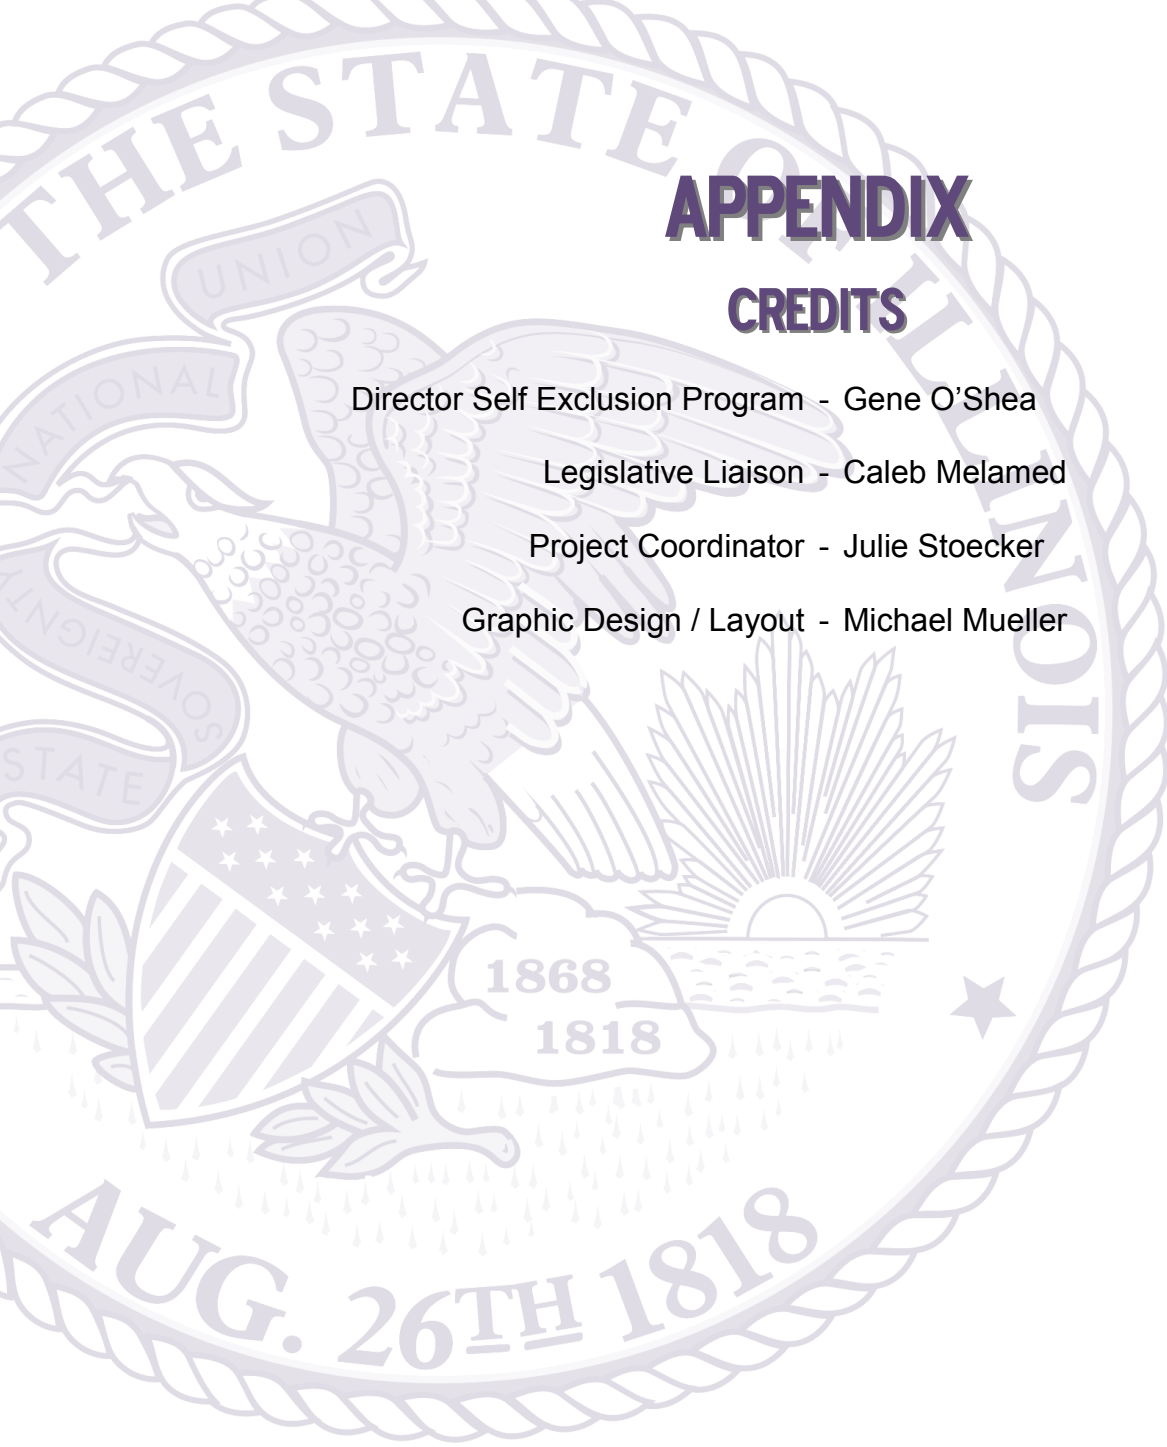 THE STATE OF ILLINOIS
APPENDIX
CREDITS
UNION
NATIONAL
SOVEREIGNTY
STATE
Director Self Exclusion Program - Gene O’Shea
Legislative Liaison - Caleb Melamed
Project Coordinator - Julie Stoecker
Graphic Design / Layout - Michael Mueller
1868
1818
AUG. 26TH 1818